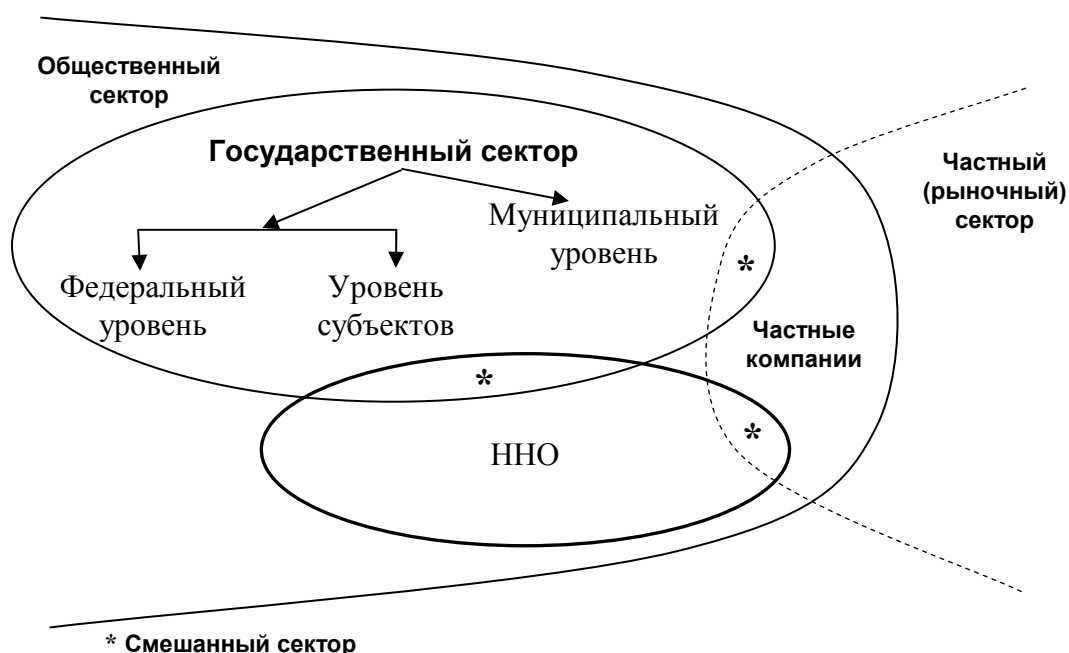 Общественный
сектор
Государственный сектор
Частный
(рыночный)
сектор
Муниципальный
уровень
*
Федеральный
уровень
Уровень
субъектов
Частные
компании
*
*
ННО
* Смешанный сектор